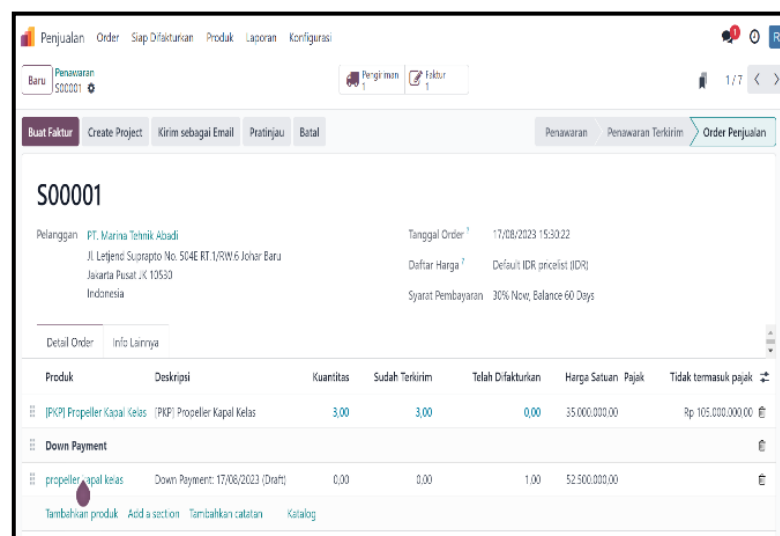 Penjualan Order Siap Difakturkan Produk Laporan Konfigurasi
1
R
Baru Penawaran
S00001
Pengiriman
1
Faktur
1
1/7
Buat Faktur Create Project Kirim sebagai Email Pratinjau Batal
Penawaran Penawaran Terkirim Order Penjualan
S00001
Pelanggan PT. Marina Tehnik Abadi
Jl. Letjend Suprapto No. 504E RT.1/RW.6 Johar Baru
Jakarta Pusat JK 10530
Indonesia
Tanggal Order ? 17/08/2023 15:30:22
Daftar Harga ? Default IDR pricelist (IDR)
Syarat Pembayaran 30% Now, Balance 60 Days
Detail Order Info Lainnya
Produk Deskripsi Kuantitas Sudah Terkirim Telah Difakturkan Harga Satuan Pajak Tidak termasuk pajak
[PKP] Propeller Kapal Kelas [PKP] Propeller Kapal Kelas 3,00 3,00 0,00 35.000.000,00 Rp 105.000.000,00
Down Payment
propeller kapal kelas Down Payment: 17/08/2023 (Draft) 0,00 0,00 1,00 52.500.000,00
Tambahkan produk Add a section Tambahkan catatan Katalog